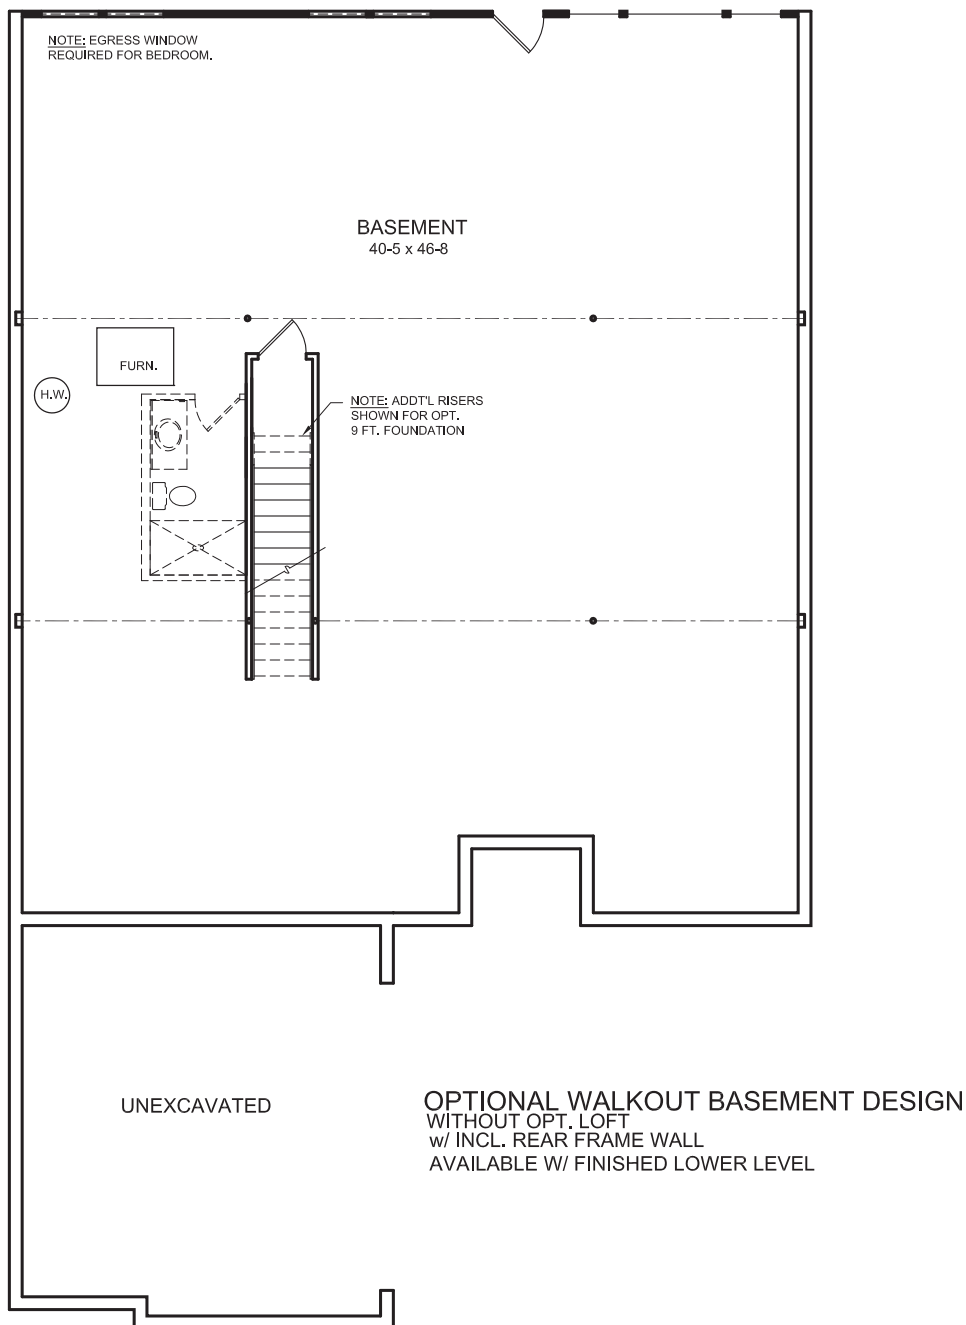 NOTE: EGRESS WINDOW
REQUIRED FOR BEDROOM.
BASEMENT
40-5 x 46-8
FURN.
H.W.
NOTE: ADDT'L RISERS
SHOWN FOR OPT.
9 FT. FOUNDATION
UNEXCAVATED
OPTIONAL WALKOUT BASEMENT DESIGN
WITHOUT OPT. LOFT
w/ INCL. REAR FRAME WALL
AVAILABLE W/ FINISHED LOWER LEVEL